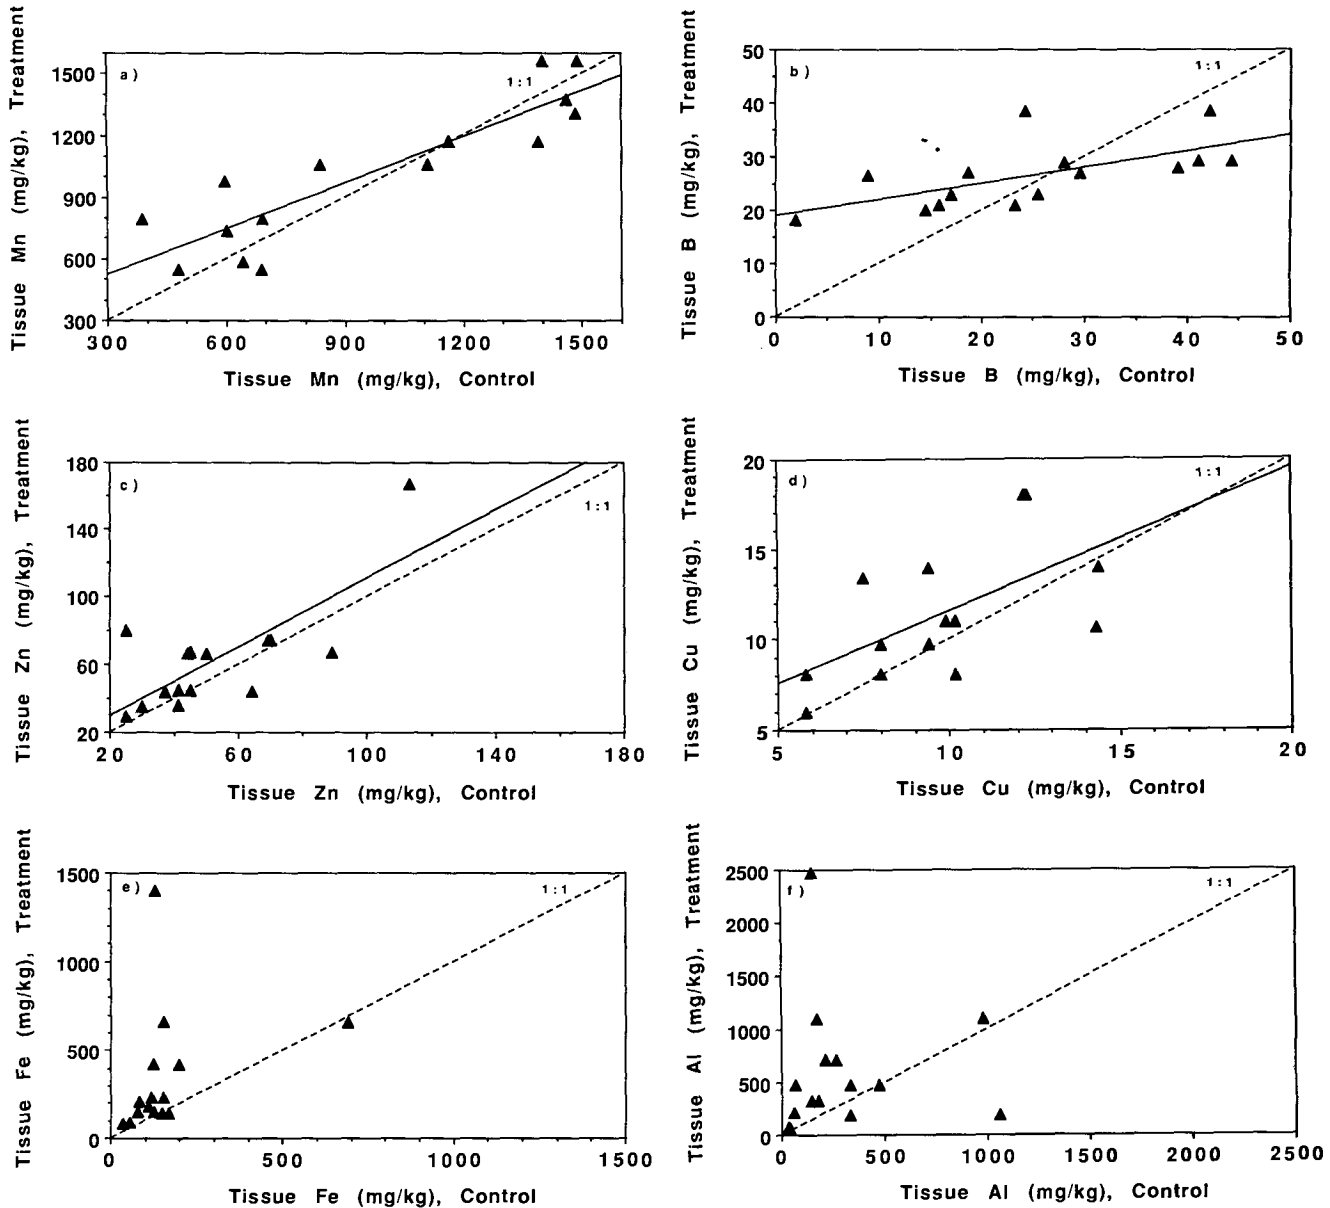 Tissue Mn (mg/kg), Treatment
1500
1200
900
600
300
a)
1:1
300 600 900 1200 1500
Tissue Mn (mg/kg), Control
Tissue B (mg/kg), Treatment
50
40
30
20
10
0
b)
1:1
0 10 20 30 40 50
Tissue B (mg/kg), Control
Tissue Zn (mg/kg), Treatment
180
140
100
60
20
c)
1:1
20 60 100 140 180
Tissue Zn (mg/kg), Control
Tissue Cu (mg/kg), Treatment
20
15
10
5
d)
1:1
5 10 15 20
Tissue Cu (mg/kg), Control
Tissue Fe (mg/kg), Treatment
1500
1000
500
0
e)
1:1
0 500 1000 1500
Tissue Fe (mg/kg), Control
Tissue Al (mg/kg), Treatment
2500
2000
1500
1000
500
0
f)
1:1
0 500 1000 1500 2000 2500
Tissue Al (mg/kg), Control